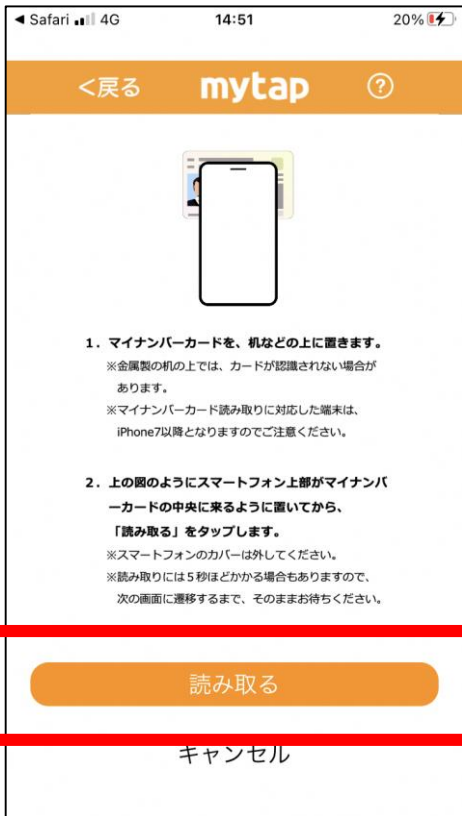 ◀ Safari 4G 14:51 20%
<戻る mytap ?
1．マイナンバーカードを、机などの上に置きます。
※金属製の机の上では、カードが認識されない場合が
あります。
※マイナンバーカード読み取りに対応した端末は、
iPhone7以降となりますのでご注意ください。
2．上の図のようにスマートフォン上部がマイナンバ
ーカードの中央に来るように置いてから、
「読み取る」をタップします。
※スマートフォンのカバーは外してください。
※読み取りには５秒ほどかかる場合もありますので、
次の画面に遷移するまで、そのままお待ちください。
読み取る
キャンセル